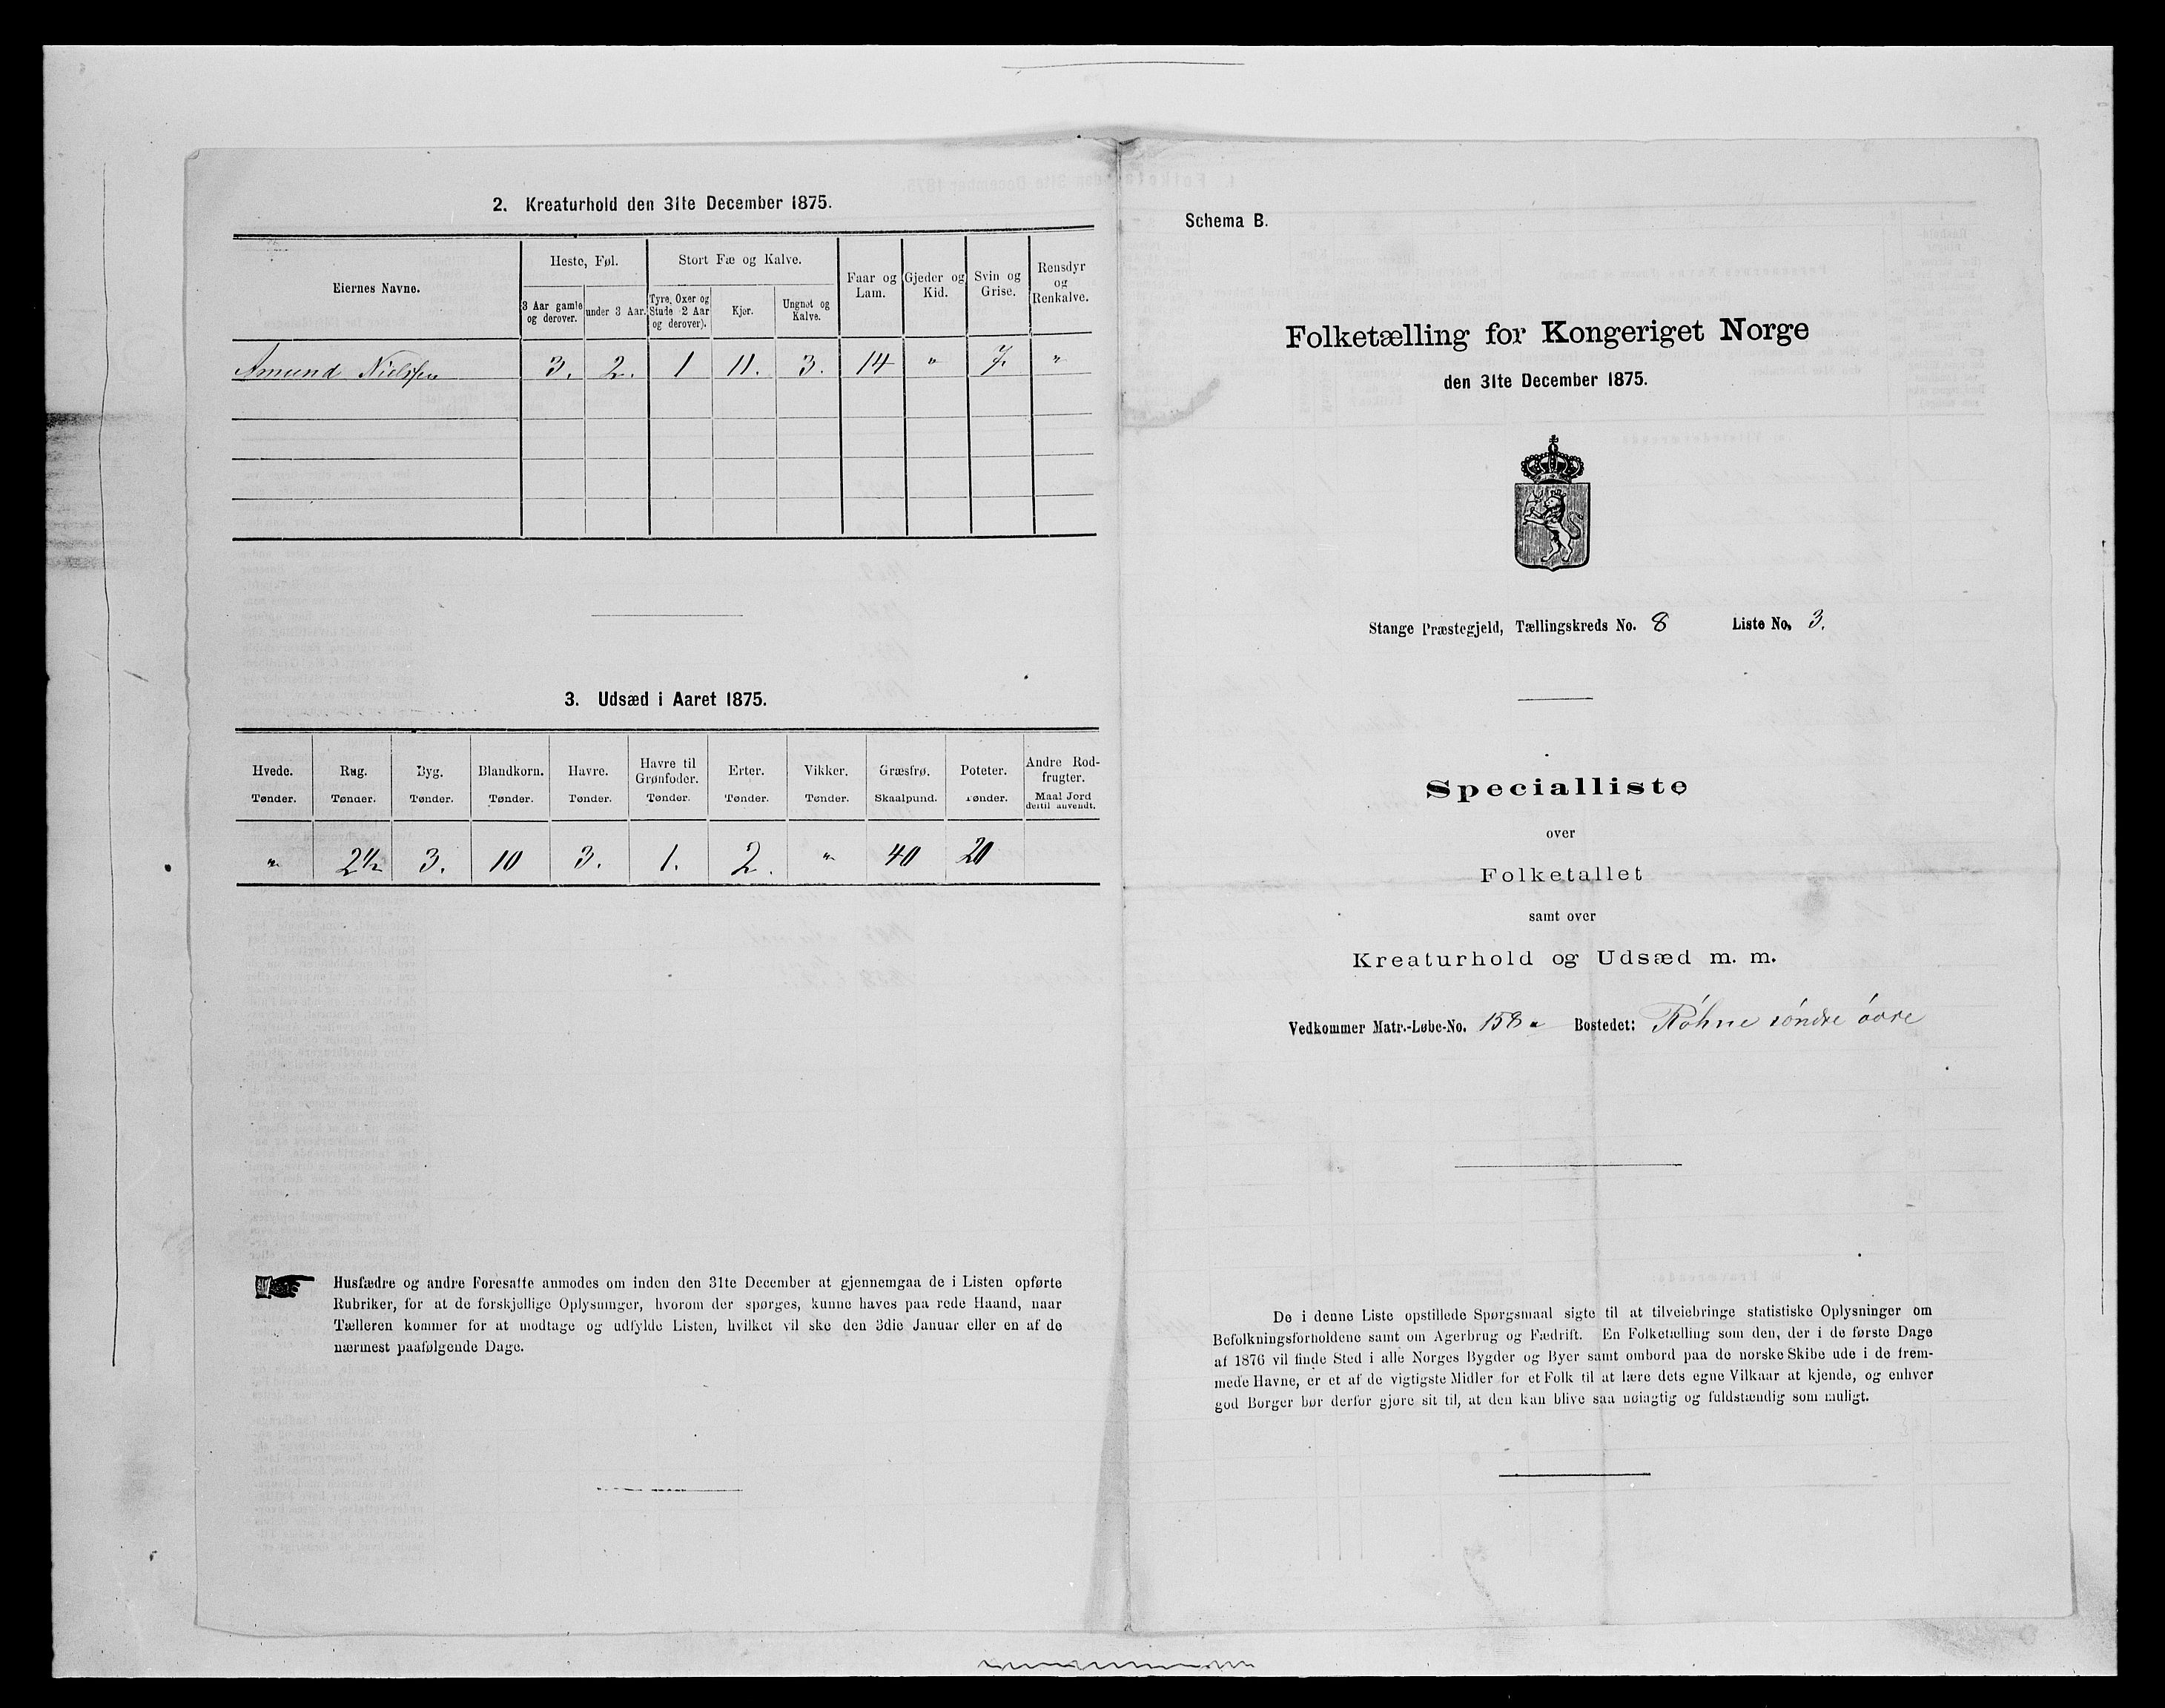 2. Kreaturhold den 31te December 1875.
Eiernes Navne.
Heste, Føl.
Stort Fæ og Kalve.
Faar og Lam.
Gjeder og Kid.
Svin og Grise.
Rensdyr og Renkalve.
3 Aar gamle og derover.
under 3 Aar.
Tyre, Oxer og Stude (2 Aar og derover).
Kjør.
Ungnøt og Kalve.
Amund Nielsen 3. 2. 1 11. 3. 14 " 7. "
3. Udsæd i Aaret 1875.
Hvede. Rug. Byg. Blandkorn. Havre. Havre til Grønfoder. Erter. Vikker. Græsfrø. Poteter. Andre Rodfrugter.
Tønder. Tønder. Tønder. Tønder. Tønder. Tønder. Tønder. Tønder. Skaalpund. Tønder. Maal Jord dertil anvendt.
" 2½ 3. 10 3. 1. 2. " 40 20
Husfædre og andre Foresatte anmodes om inden den 31te December at gjennemgaa de i Listen opførte
Rubriker, for at de forskjellige Oplysninger, hvorom der spørges, kunne haves paa rede Haand, naar
Tælleren kommer for at modtage og udfylde Listen, hvilket vil ske den 3die Januar eller en af de
nærmest paafølgende Dage.
Schema B.
Folketælling for Kongeriget Norge
den 31te December 1875.
Stange Præstegjeld, Tællingskreds No. 8 Liste No. 3.
Specialliste
over
Folketallet
samt over
Kreaturhold og Udsæd m. m.
Vedkommer Matr.-Løbe-No. 158 a Bostedet: Röhne söndre övre
De i denne Liste opstillede Spørgsmaal sigte til at tilveiebringe statistiske Oplysninger om
Befolkningsforholdene samt om Agerbrug og Fædrift. En Folketælling som den, der i de første Dage
af 1876 vil finde Sted i alle Norges Bygder og Byer samt ombord paa de norske Skibe ude i de frem-
mede Havne, er et af de vigtigste Midler for et Folk til at lære dets egne Vilkaar at kjende, og enhver
god Borger bør derfor gjøre sit til, at den kan blive saa nøiagtig og fuldstændig som muligt.